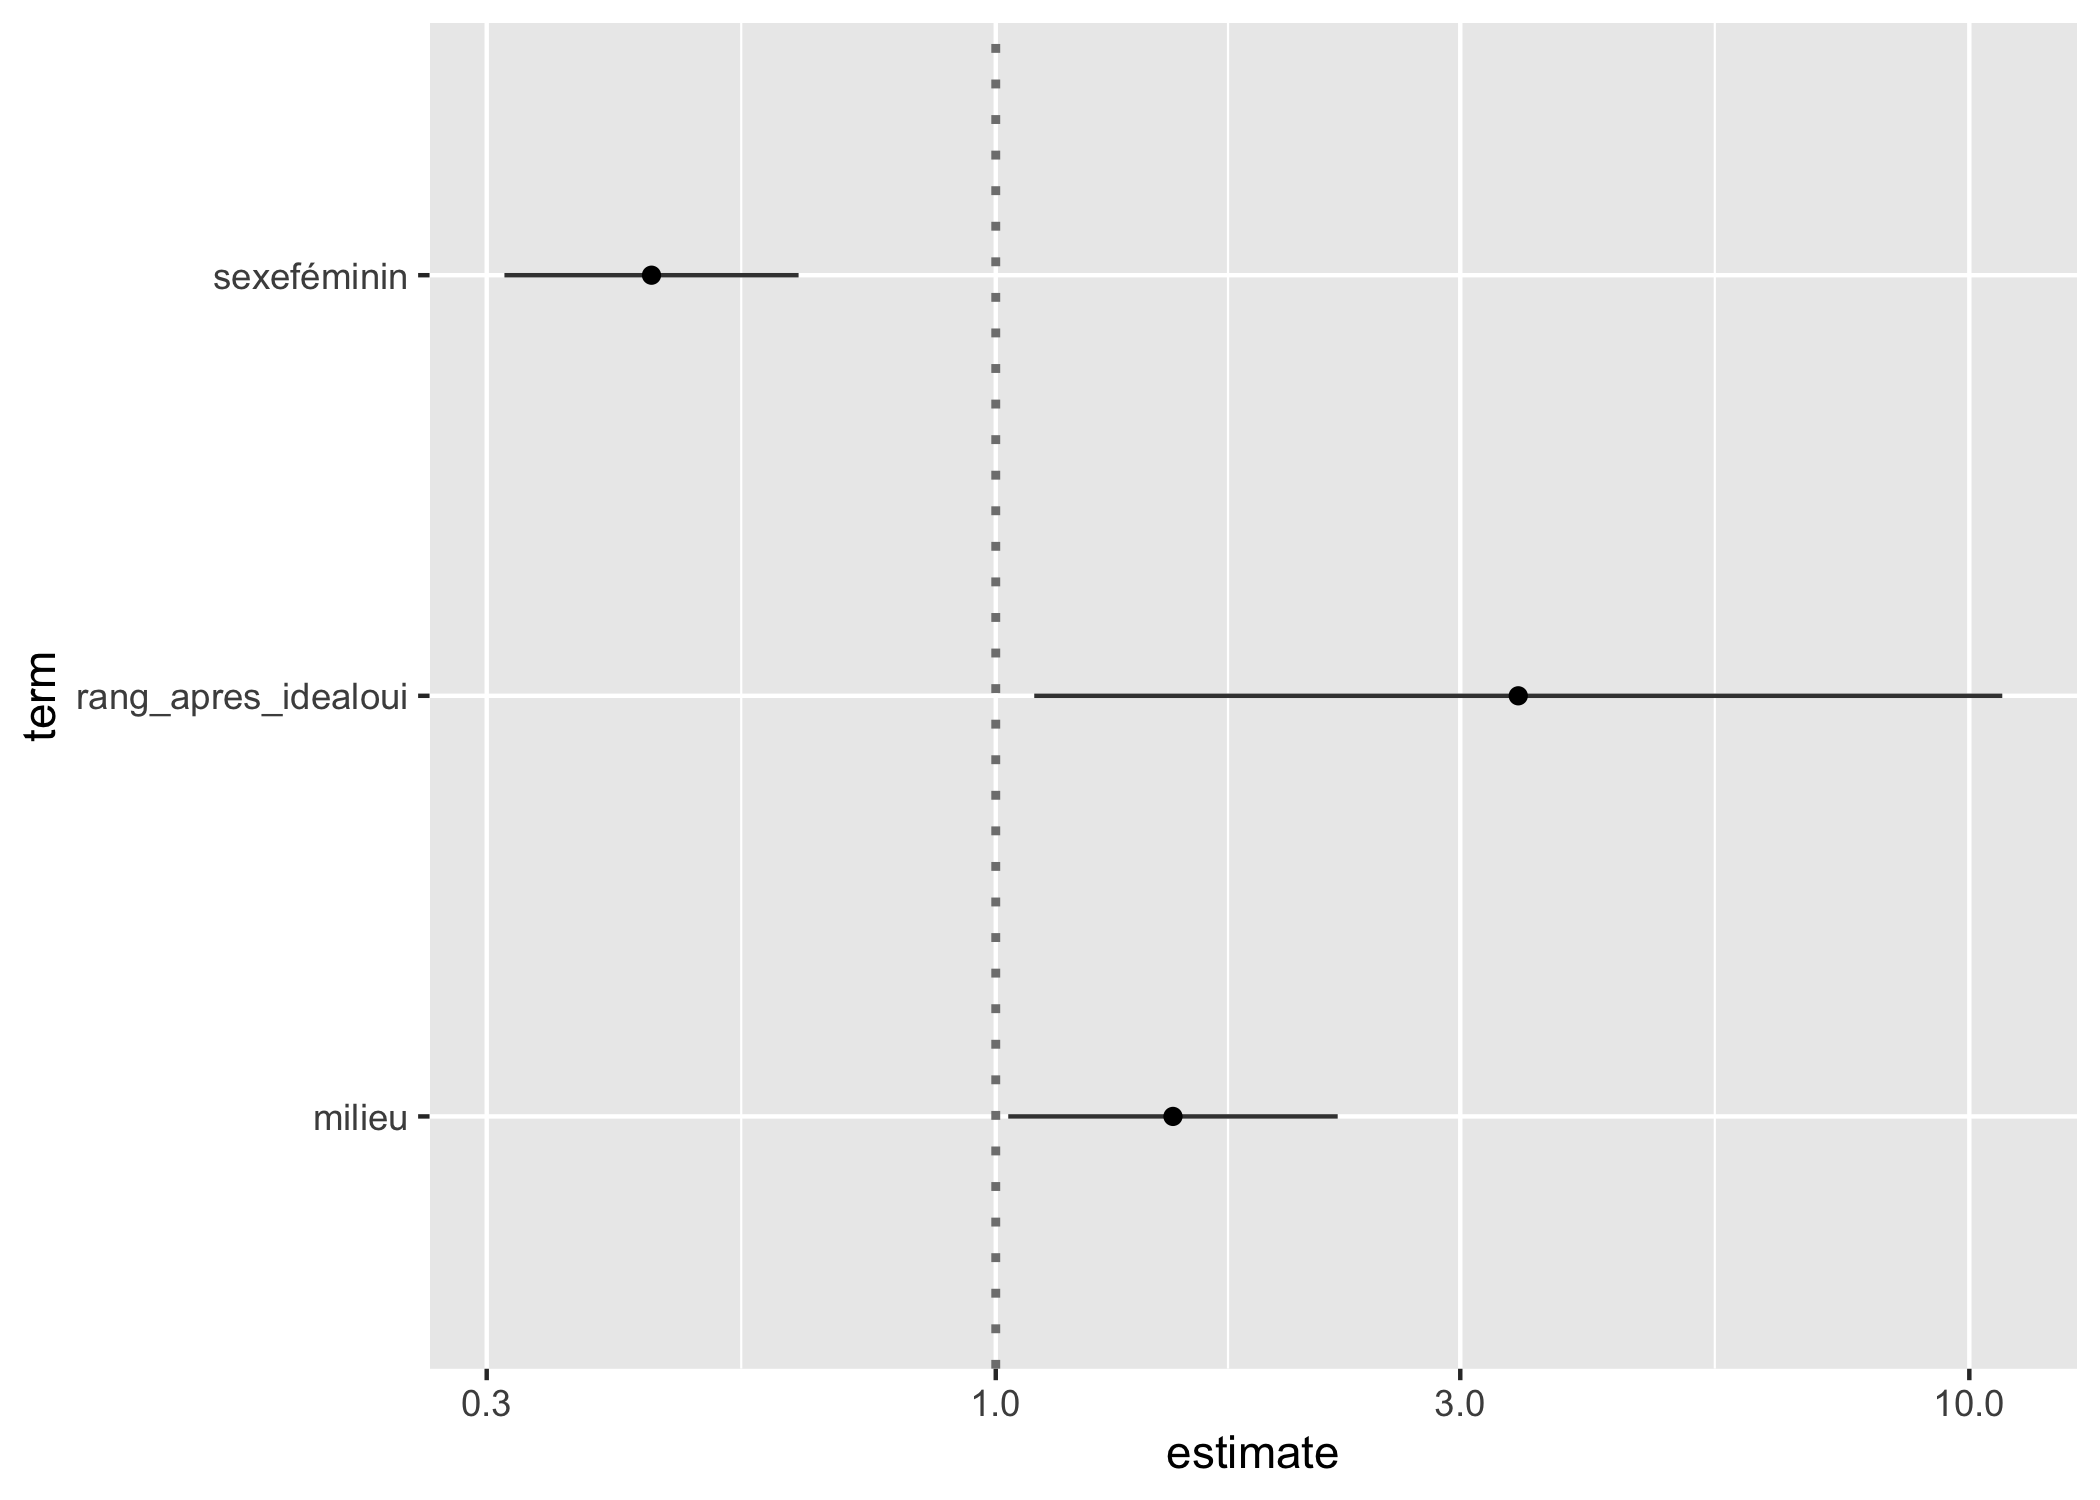 term
sexeféminin
rang_apres_idealoui
milieu
0.3 1.0 3.0 10.0
estimate